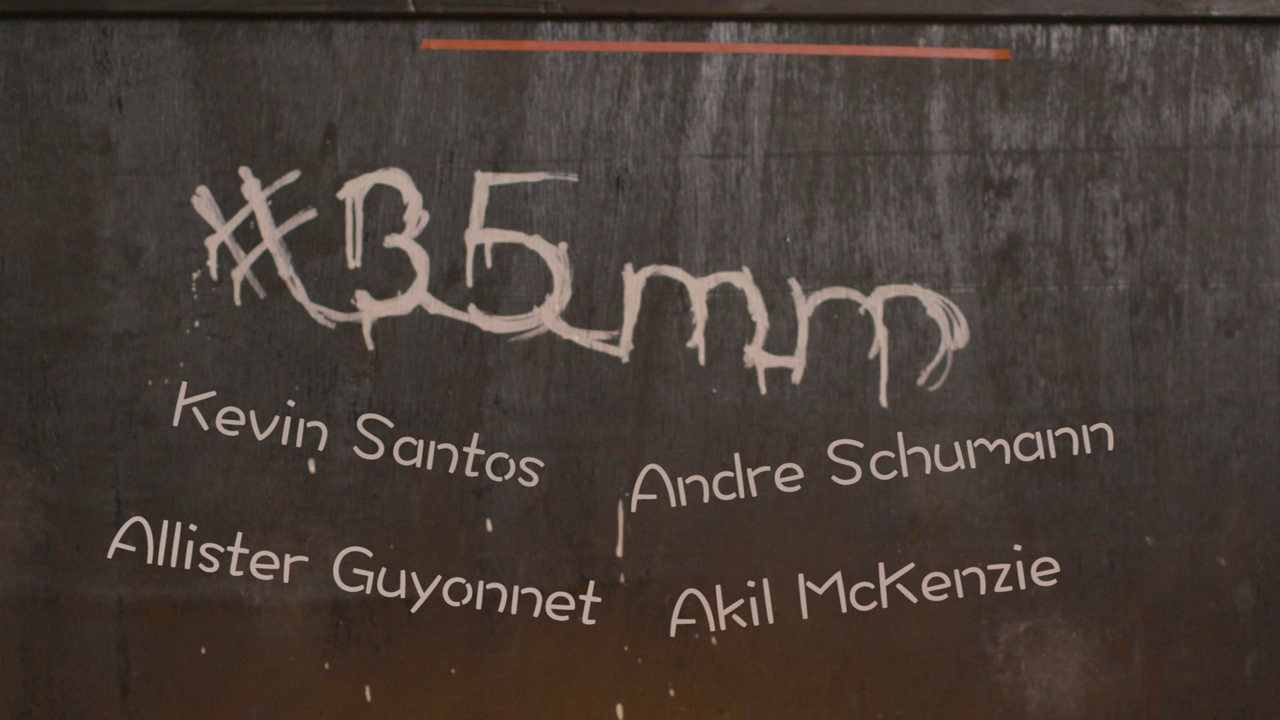 #35mm
Kevin Santos
Andre Schumann
Allister Guyonnet
Akil McKenzie